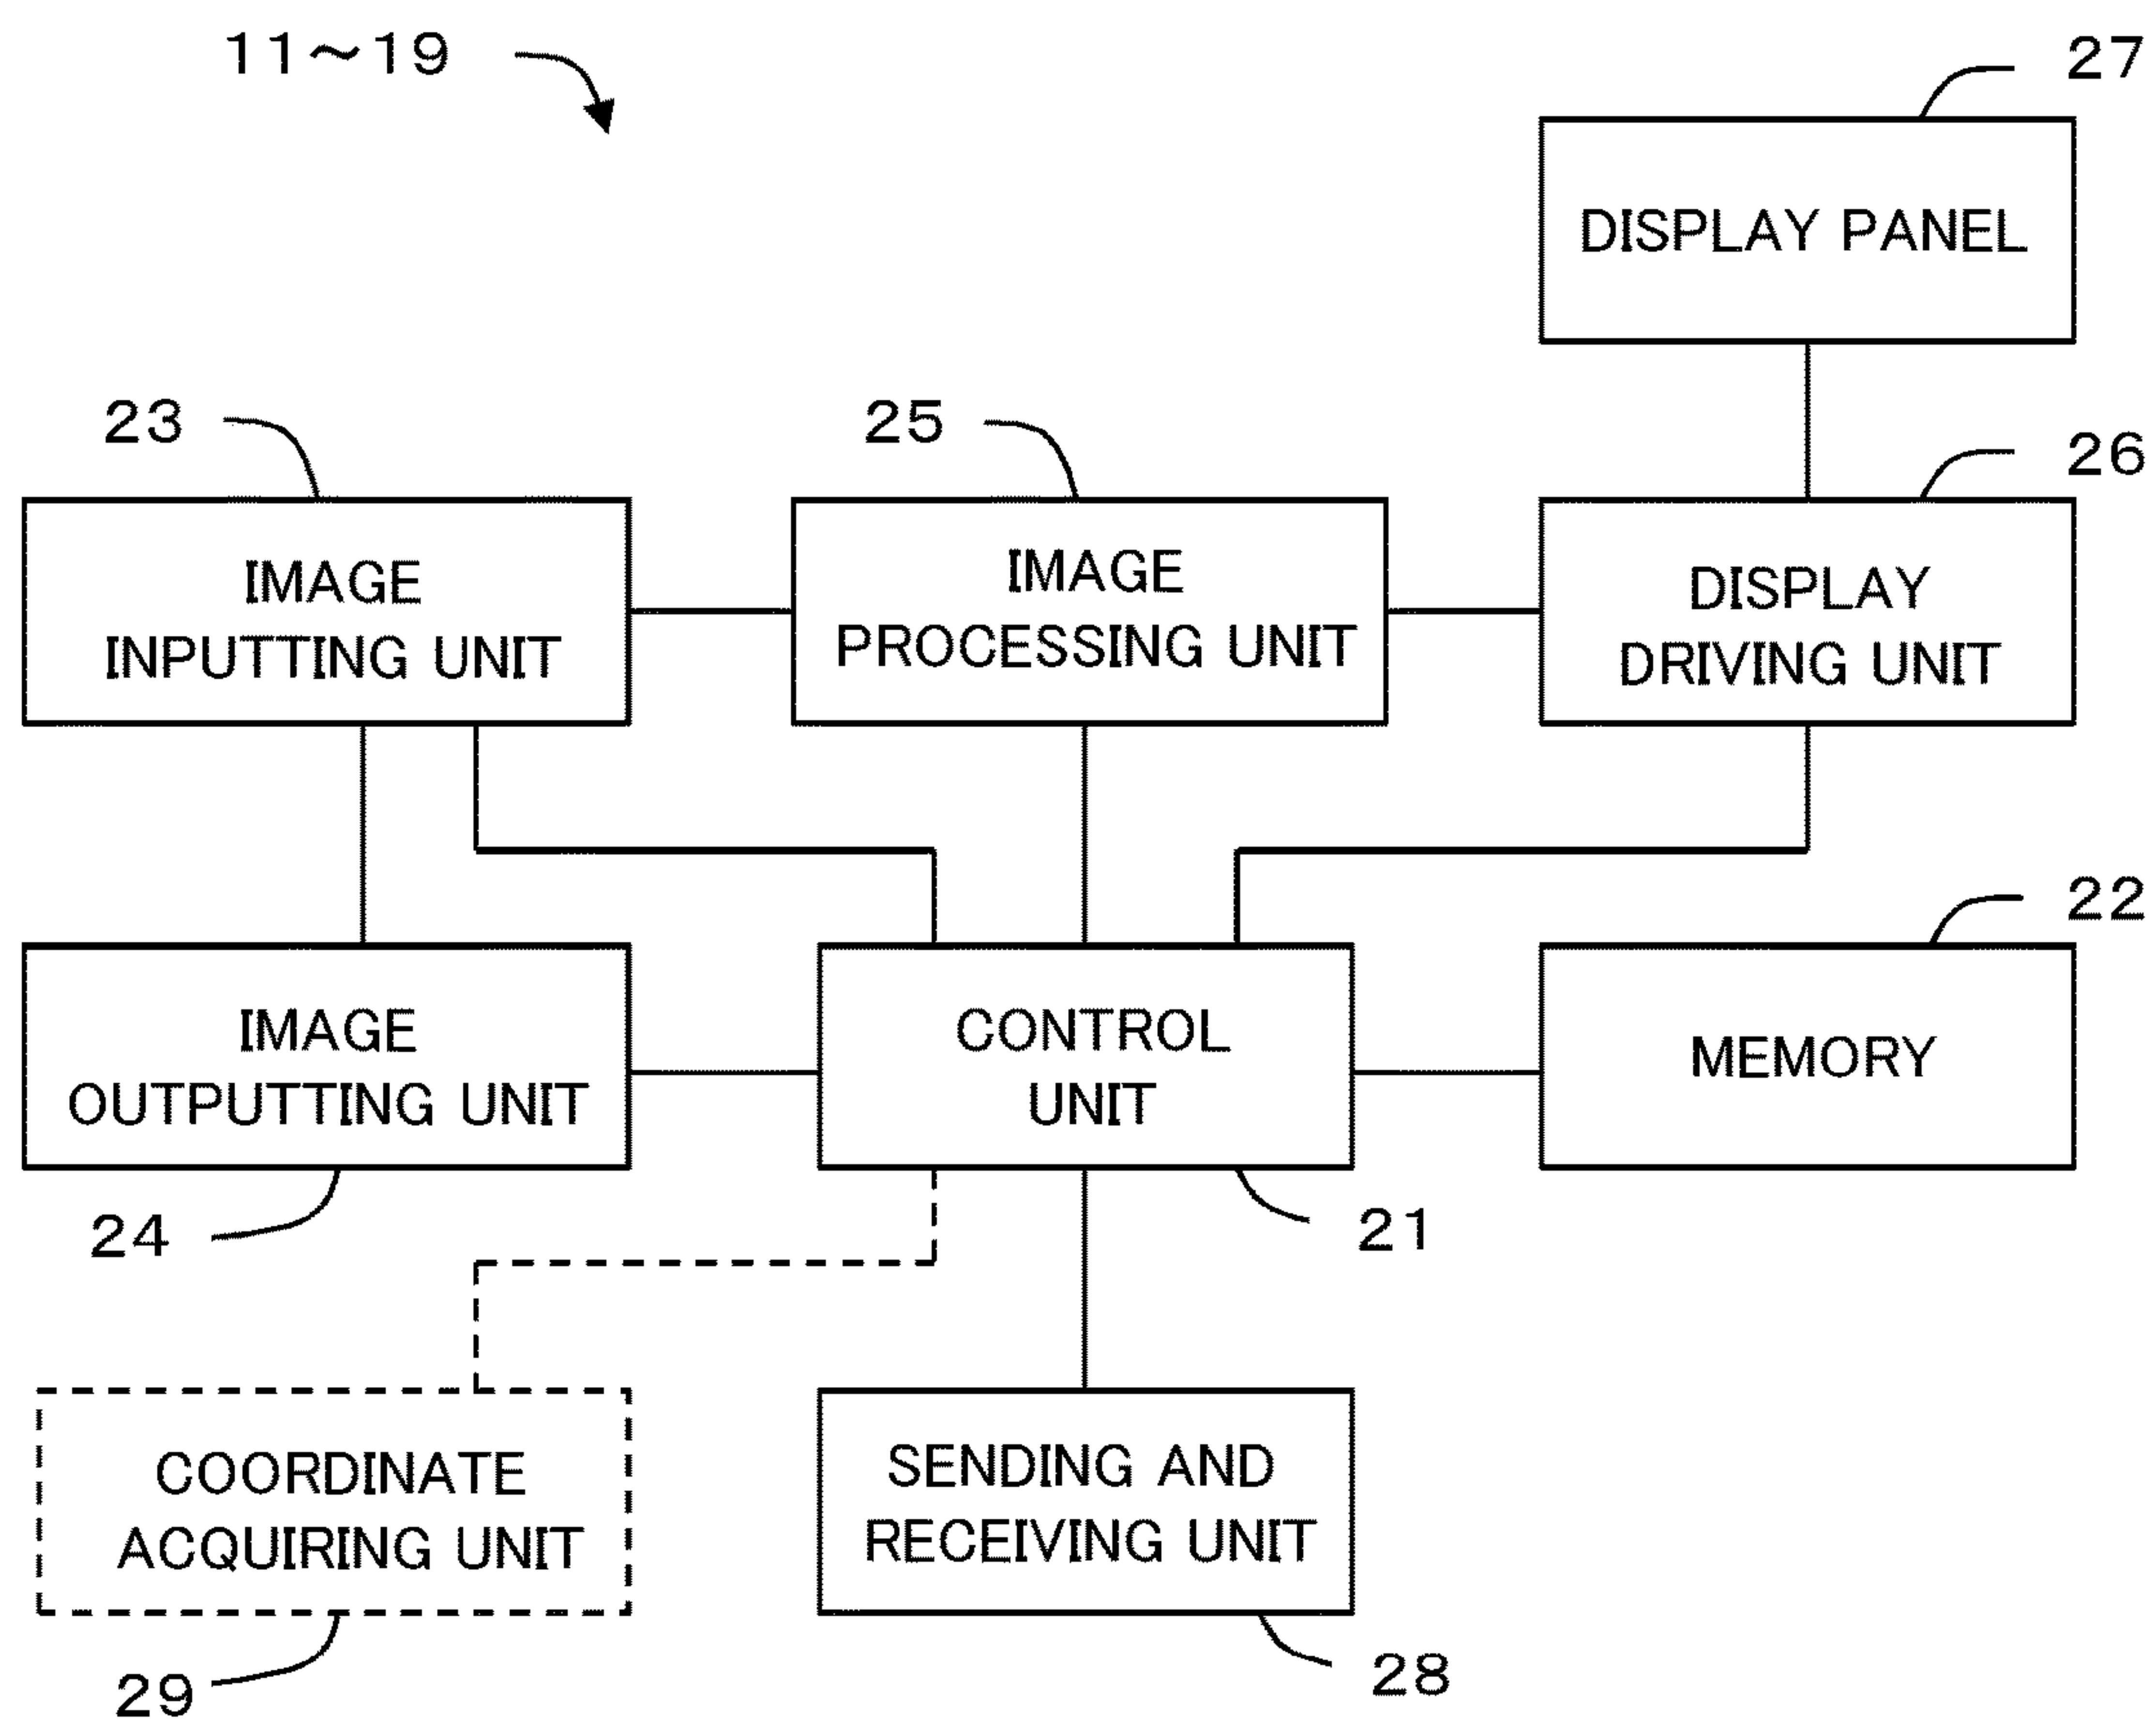 11～19
27
DISPLAY PANEL
23
25
26
IMAGE
INPUTTING UNIT
IMAGE
PROCESSING UNIT
DISPLAY
DRIVING UNIT
22
IMAGE
OUTPUTTING UNIT
CONTROL
UNIT
MEMORY
24
21
COORDINATE
ACQUIRING UNIT
SENDING AND
RECEIVING UNIT
29
28